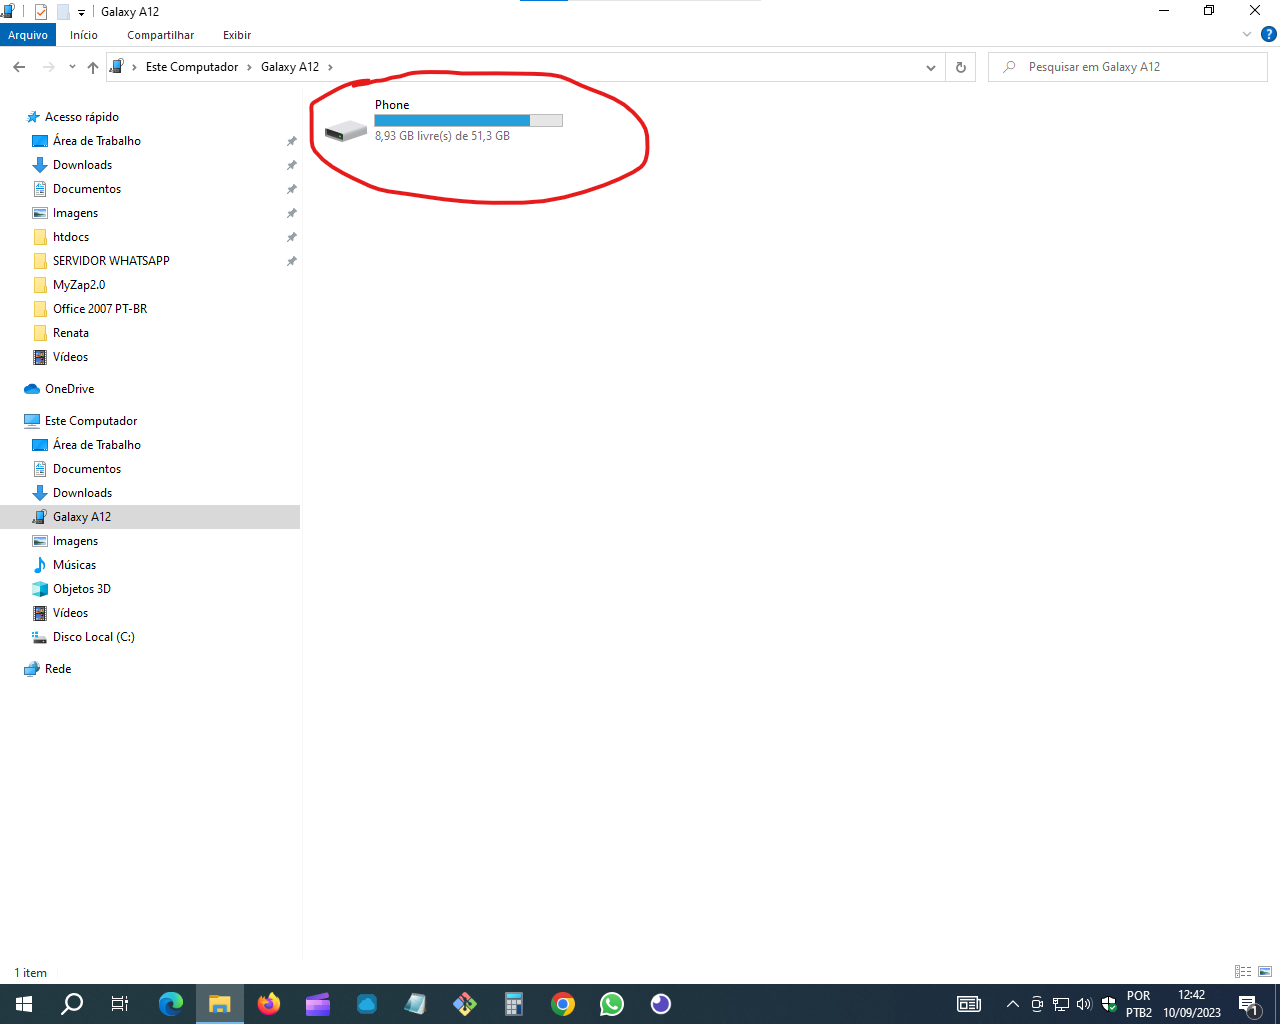 Galaxy A12
Arquivo Início Compartilhar Exibir
Este Computador Galaxy A12
Pesquisar em Galaxy A12
Acesso rápido
Área de Trabalho
Downloads
Documentos
Imagens
htdocs
SERVIDOR WHATSAPP
MyZap2.0
Office 2007 PT-BR
Renata
Vídeos
OneDrive
Este Computador
Área de Trabalho
Documentos
Downloads
Galaxy A12
Imagens
Músicas
Objetos 3D
Vídeos
Disco Local (C:)
Rede
Phone
8,93 GB livre(s) de 51,3 GB
1 item
POR
PTB2
12:42
10/09/2023
1